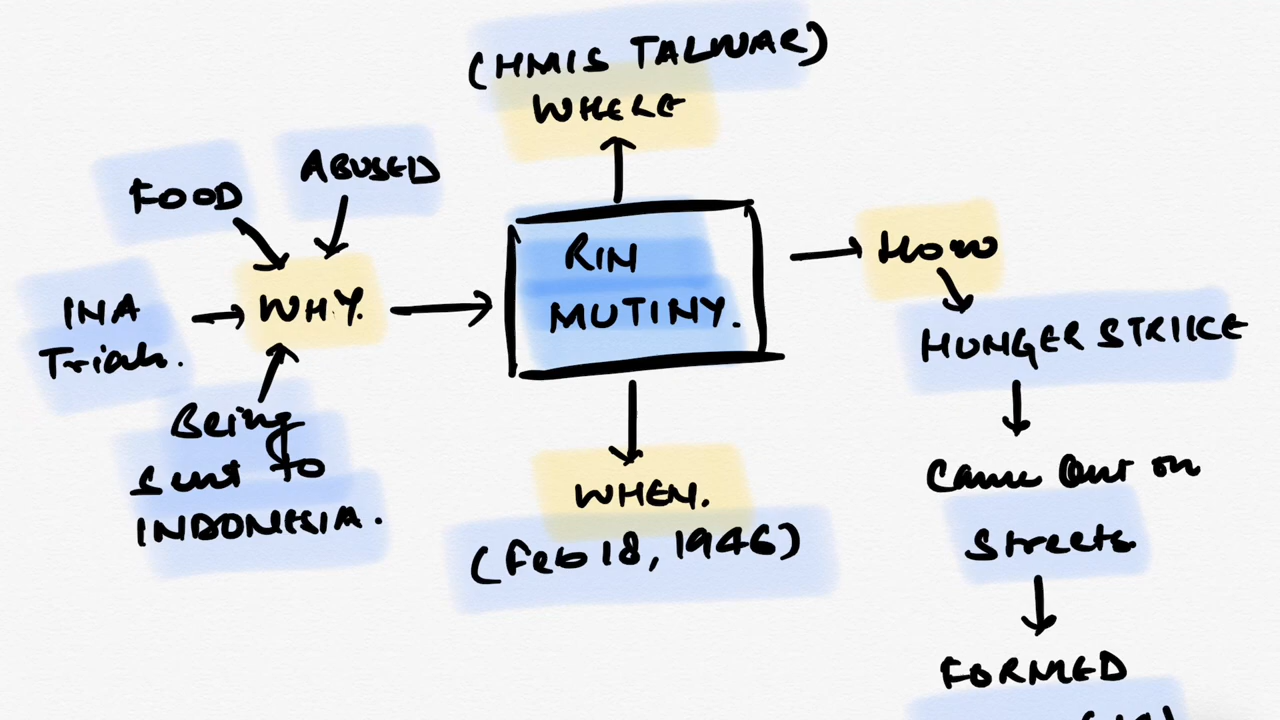 (HMIS TALWAR)
WHERE
FOOD
ABUSED
INA
Trials.
WHY.
Being
Sent to
INDONESIA.
RIN
MUTINY.
WHEN.
(Feb 18, 1946)
How
HUNGER STRIKE
Came Out on
Streets.
FORMED